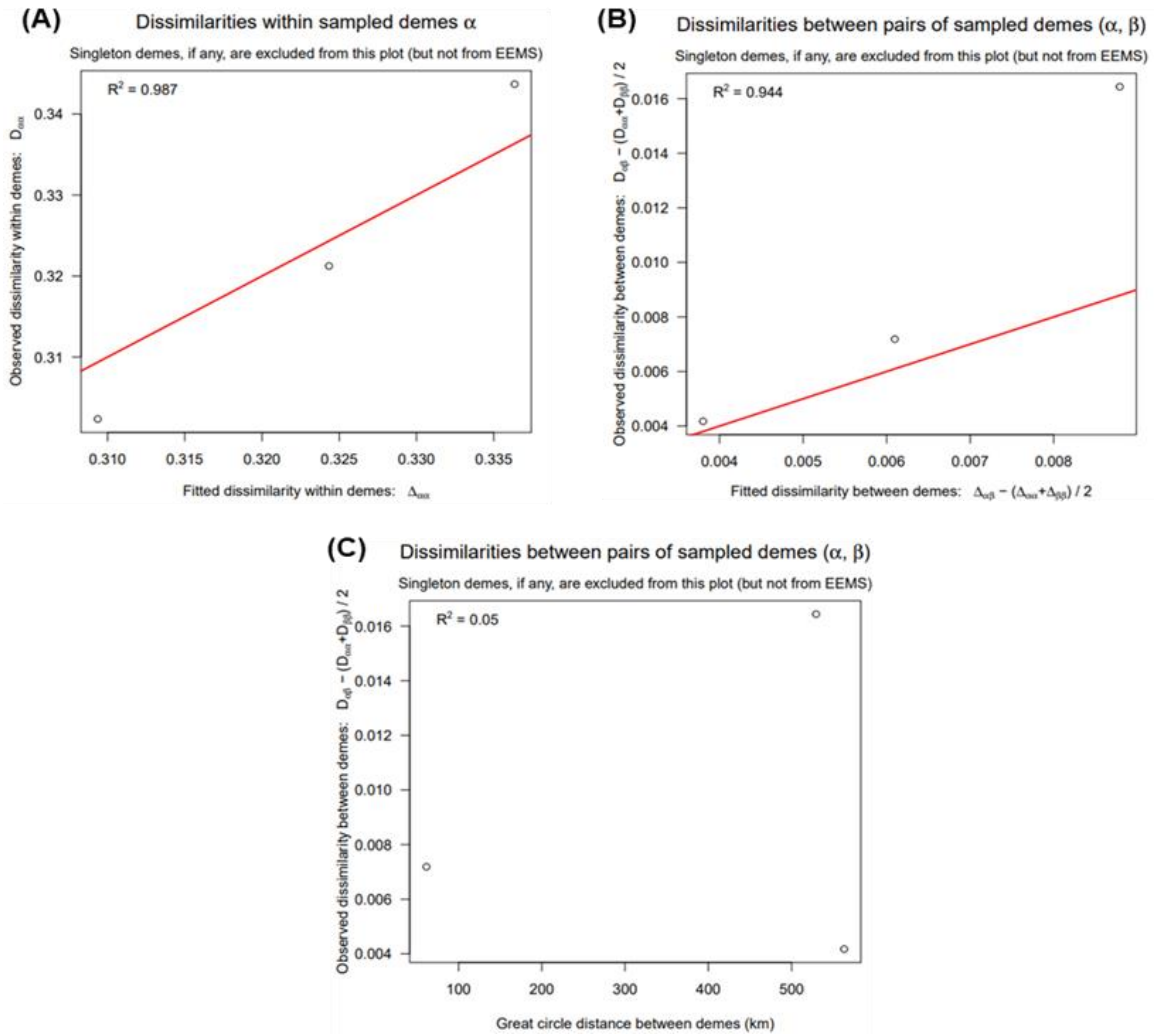 (A) Dissimilarities within sampled demes α
Singleton demes, if any, are excluded from this plot (but not from EEMS)
R² = 0.987
0.34
0.33
0.32
0.31
Observed dissimilarity within demes: Dαα
0.310 0.315 0.320 0.325 0.330 0.335
Fitted dissimilarity within demes: Δαα
(B) Dissimilarities between pairs of sampled demes (α, β)
Singleton demes, if any, are excluded from this plot (but not from EEMS)
R² = 0.944
0.016
0.014
0.012
0.010
0.008
0.006
0.004
Observed dissimilarity between demes: Dαβ − (Dαα+Dββ) / 2
0.004 0.005 0.006 0.007 0.008
Fitted dissimilarity between demes: Δαβ − (Δαα+Δββ) / 2
(C) Dissimilarities between pairs of sampled demes (α, β)
Singleton demes, if any, are excluded from this plot (but not from EEMS)
R² = 0.05
0.016
0.014
0.012
0.010
0.008
0.006
0.004
Observed dissimilarity between demes: Dαβ − (Dαα+Dββ) / 2
100 200 300 400 500
Great circle distance between demes (km)